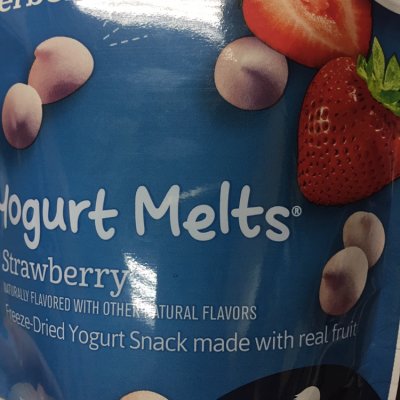 Yogurt Melts®
Strawberry
NATURALLY FLAVORED WITH OTHER NATURAL FLAVORS
Freeze-Dried Yogurt Snack made with real fruit